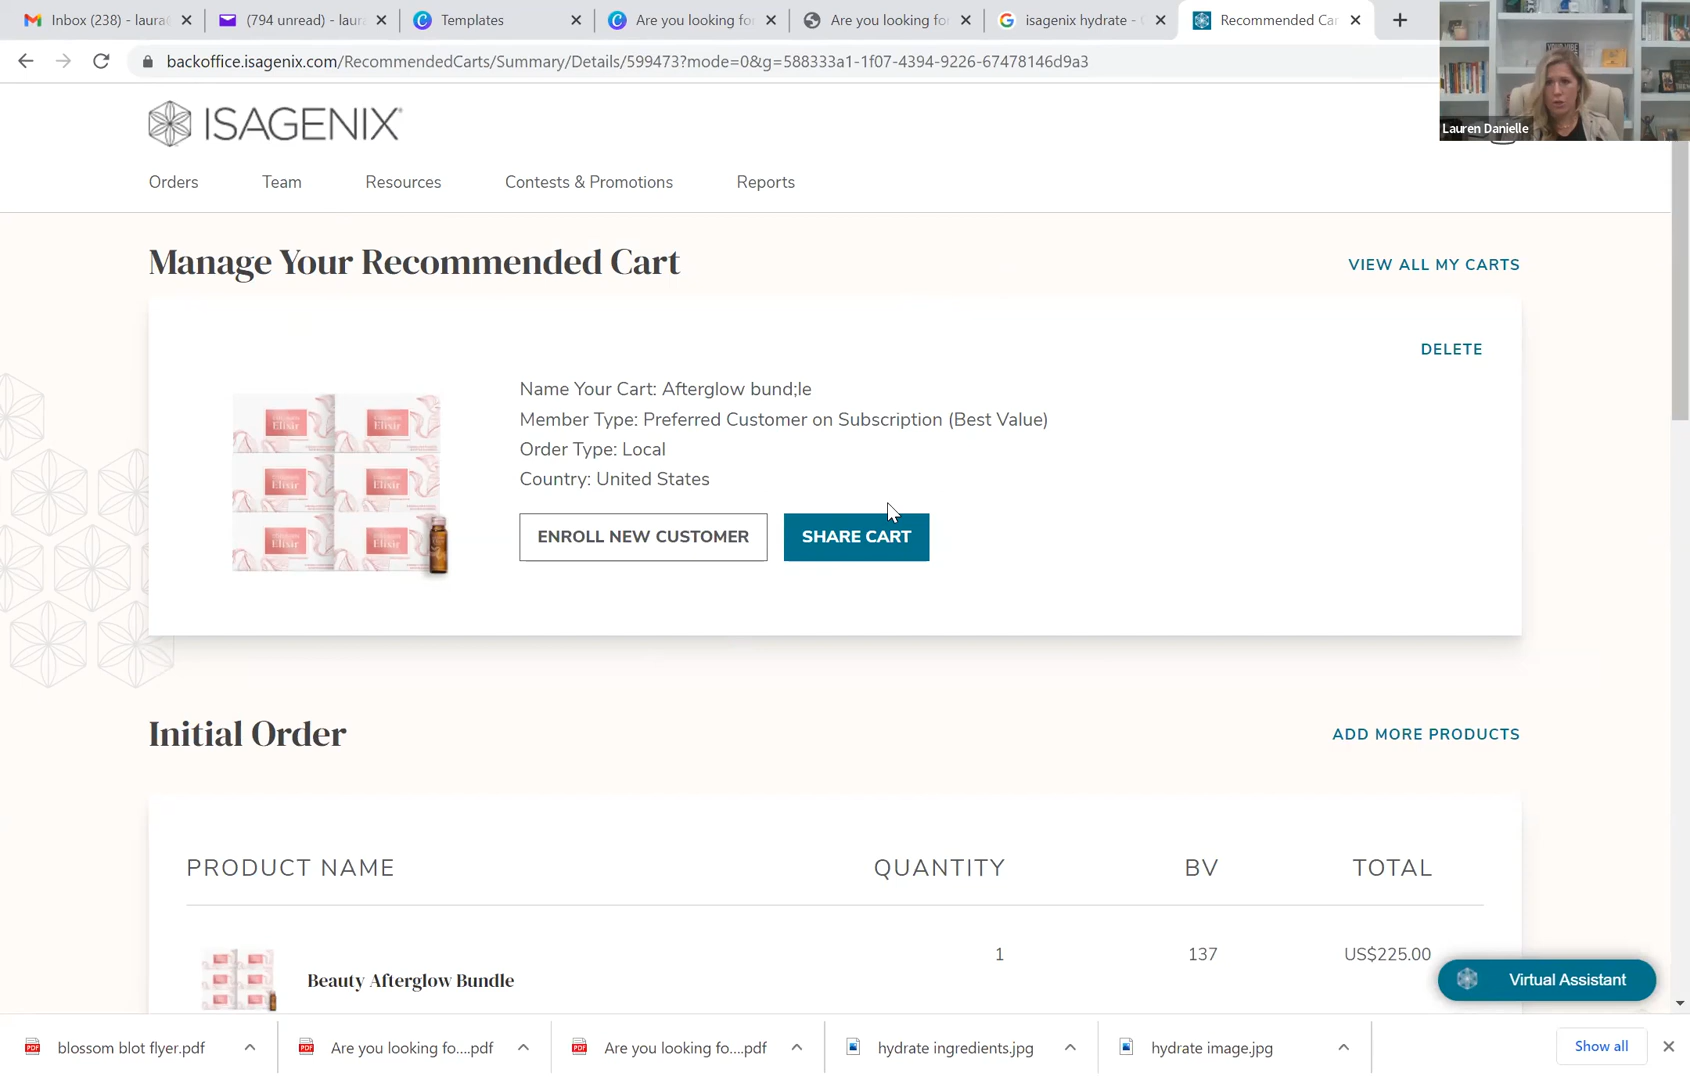 Inbox (238) - laura
(794 unread) - laur
Templates
Are you looking fo
Are you looking fo
isagenix hydrate -
Recommended Car
backoffice.isagenix.com/RecommendedCarts/Summary/Details/599473?mode=0&g=588333a1-1f07-4394-9226-67478146d9a3
Lauren Danielle
ISAGENIX
Orders
Team
Resources
Contests & Promotions
Reports
Manage Your Recommended Cart
VIEW ALL MY CARTS
DELETE
Name Your Cart: Afterglow bund;le
Member Type: Preferred Customer on Subscription (Best Value)
Order Type: Local
Country: United States
Elixir
Elixir
Elixir
Elixir
Elixir
Elixir
ENROLL NEW CUSTOMER
SHARE CART
Initial Order
ADD MORE PRODUCTS
PRODUCT NAME QUANTITY BV TOTAL
Beauty Afterglow Bundle
1 137 US$225.00
Virtual Assistant
blossom blot flyer.pdf
Are you looking fo....pdf
Are you looking fo....pdf
hydrate ingredients.jpg
hydrate image.jpg
Show all